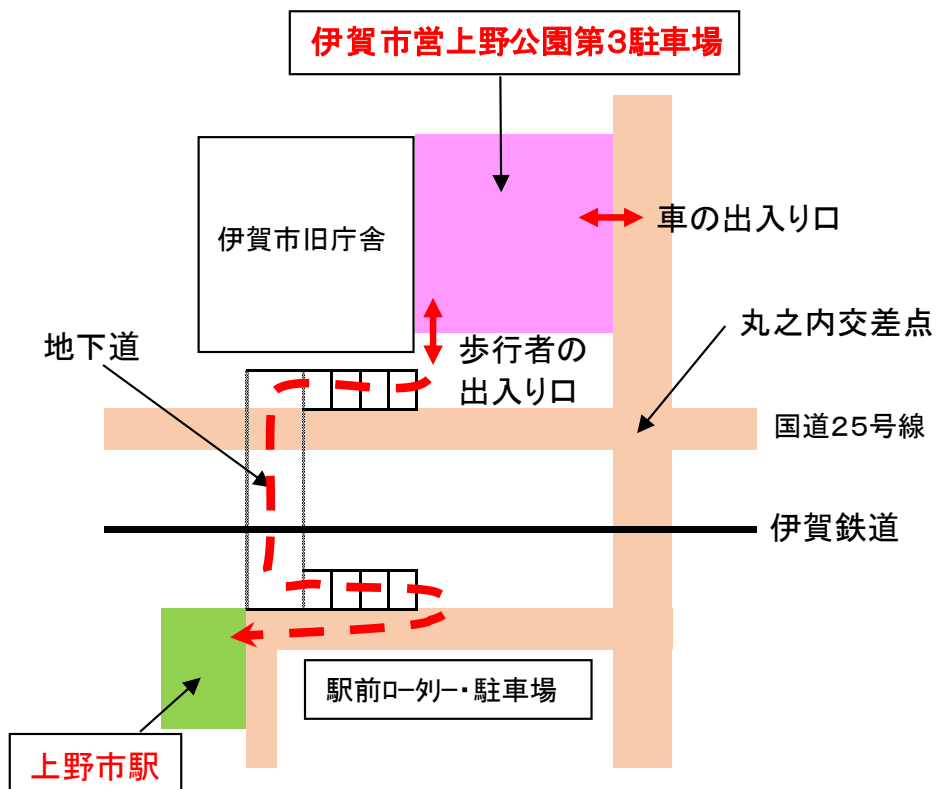 伊賀市営上野公園第3駐車場
伊賀市旧庁舎
車の出入り口
地下道
丸之内交差点
歩行者の
出入り口
国道25号線
伊賀鉄道
駅前ﾛｰﾀﾘｰ・駐車場
上野市駅